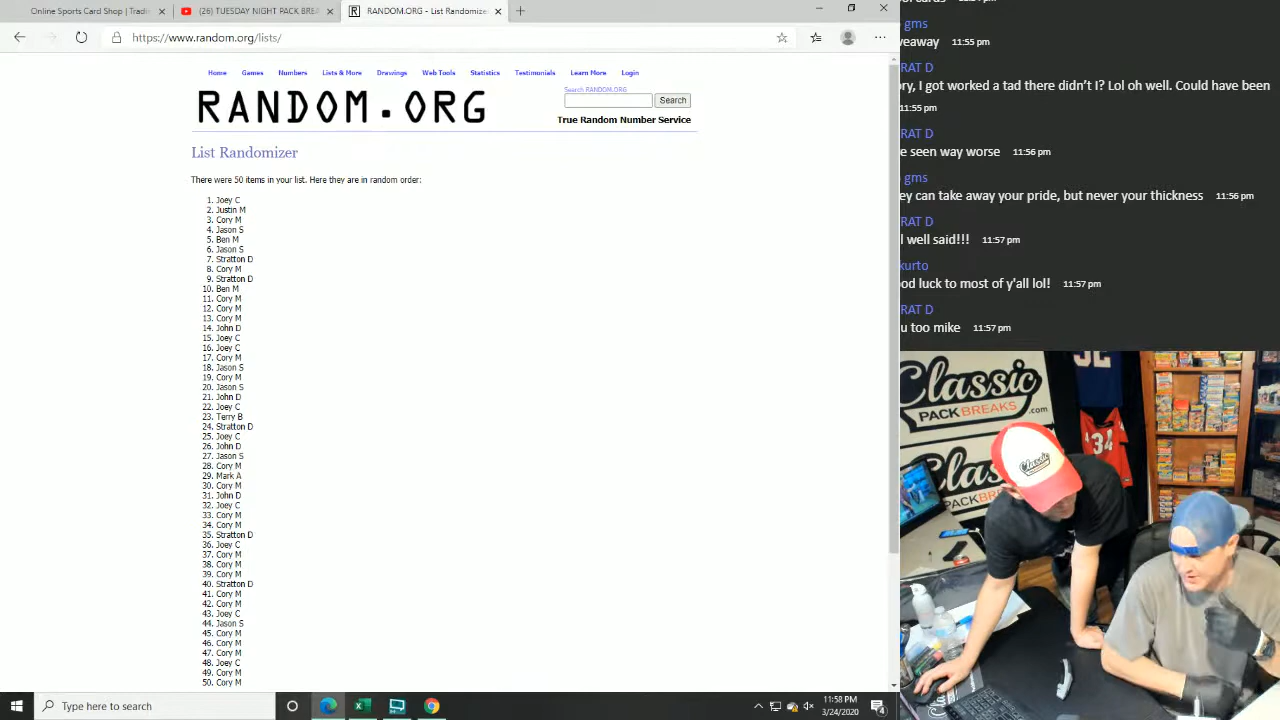 Online Sports Card Shop | Tradin
(18) TUESDAY NIGHT PACK BREA
RANDOM.ORG - List Randomize
https://www.random.org/lists/
Home Games Numbers Lists & More Drawings Web Tools Statistics Testimonials Learn More Login
RANDOM.ORG
Search RANDOM.ORG
Search
True Random Number Service
List Randomizer
There were 50 items in your list. Here they are in random order:
1. Joey C
2. Justin M
3. Cory M
4. Jason S
5. Ben M
6. Jason S
7. Stratton D
8. Cory M
9. Stratton D
10. Ben M
11. Cory M
12. Cory M
13. Cory M
14. John D
15. Joey C
16. Joey C
17. Cory M
18. Jason S
19. Cory M
20. Jason S
21. John D
22. Joey C
23. Terry B
24. Stratton D
25. Joey C
26. John D
27. Jason S
28. Cory M
29. Mark A
30. Cory M
31. John D
32. Joey C
33. Cory M
34. Cory M
35. Stratton D
36. Joey C
37. Cory M
38. Cory M
39. Cory M
40. Stratton D
41. Cory M
42. Cory M
43. Joey C
44. Jason S
45. Cory M
46. Cory M
47. Cory M
48. Joey C
49. Cory M
50. Cory M
gms
veaway 11:55 pm
RAT D
ry, I got worked a tad there didn't I? Lol oh well. Could have been
11:55 pm
RAT D
e seen way worse 11:56 pm
gms
ey can take away your pride, but never your thickness 11:56 pm
RAT D
l well said!!! 11:57 pm
kurto
od luck to most of y'all lol! 11:57 pm
RAT D
u too mike 11:57 pm
Classic
PACK BREAKS .com
Classic
34
Classic
Type here to search
11:58 PM
3/24/2020
4